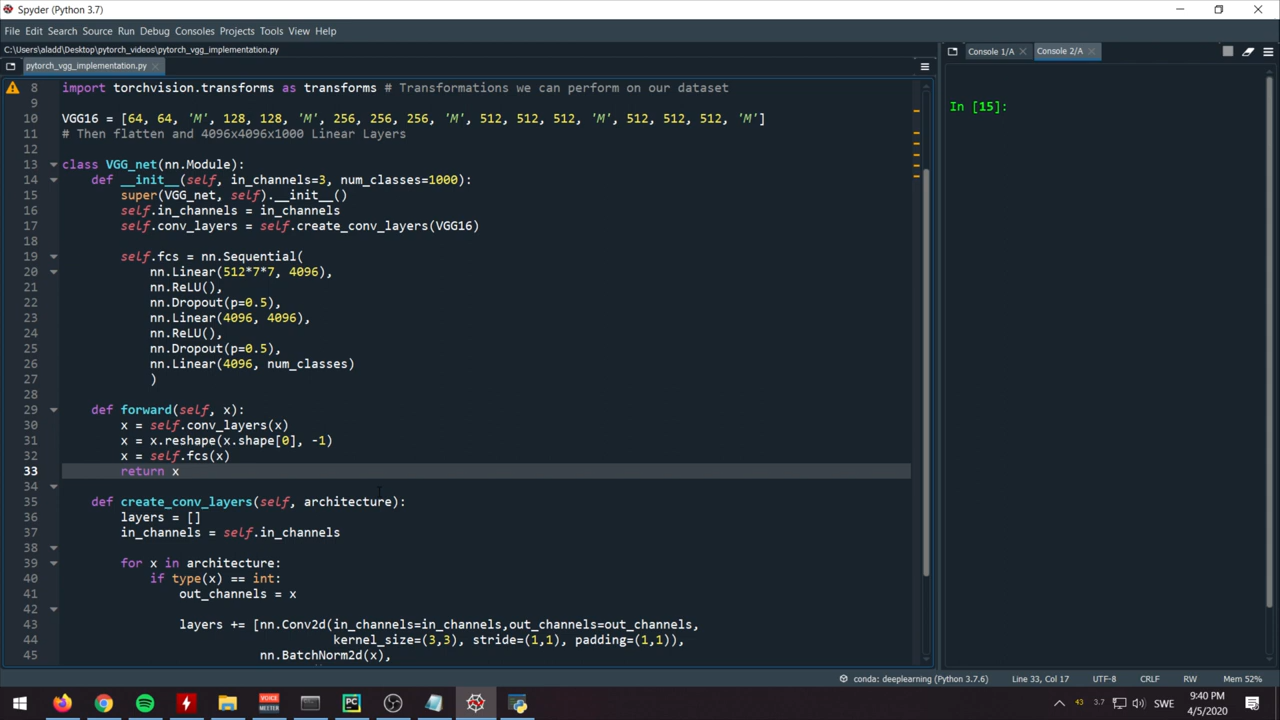 Spyder (Python 3.7)
File Edit Search Source Run Debug Consoles Projects Tools View Help
C:\Users\aladd\Desktop\pytorch_videos\pytorch_vgg_implementation.py
pytorch_vgg_implementation.py
Console 1/A Console 2/A
8 import torchvision.transforms as transforms # Transformations we can perform on our dataset
9
10 VGG16 = [64, 64, 'M', 128, 128, 'M', 256, 256, 256, 'M', 512, 512, 512, 'M', 512, 512, 512, 'M']
11 # Then flatten and 4096x4096x1000 Linear Layers
12
13 class VGG_net(nn.Module):
14 def __init__(self, in_channels=3, num_classes=1000):
15 super(VGG_net, self).__init__()
16 self.in_channels = in_channels
17 self.conv_layers = self.create_conv_layers(VGG16)
18
19 self.fcs = nn.Sequential(
20 nn.Linear(512*7*7, 4096),
21 nn.ReLU(),
22 nn.Dropout(p=0.5),
23 nn.Linear(4096, 4096),
24 nn.ReLU(),
25 nn.Dropout(p=0.5),
26 nn.Linear(4096, num_classes)
27 )
28
29 def forward(self, x):
30 x = self.conv_layers(x)
31 x = x.reshape(x.shape[0], -1)
32 x = self.fcs(x)
33 return x
34
35 def create_conv_layers(self, architecture):
36 layers = []
37 in_channels = self.in_channels
38
39 for x in architecture:
40 if type(x) == int:
41 out_channels = x
42
43 layers += [nn.Conv2d(in_channels=in_channels,out_channels=out_channels,
44 kernel_size=(3,3), stride=(1,1), padding=(1,1)),
45 nn.BatchNorm2d(x),
In [15]:
conda: deeplearning (Python 3.7.6) Line 33, Col 17 UTF-8 CRLF RW Mem 52%
VOICE MEETER
PC
43 3.7 SWE
9:40 PM
4/5/2020